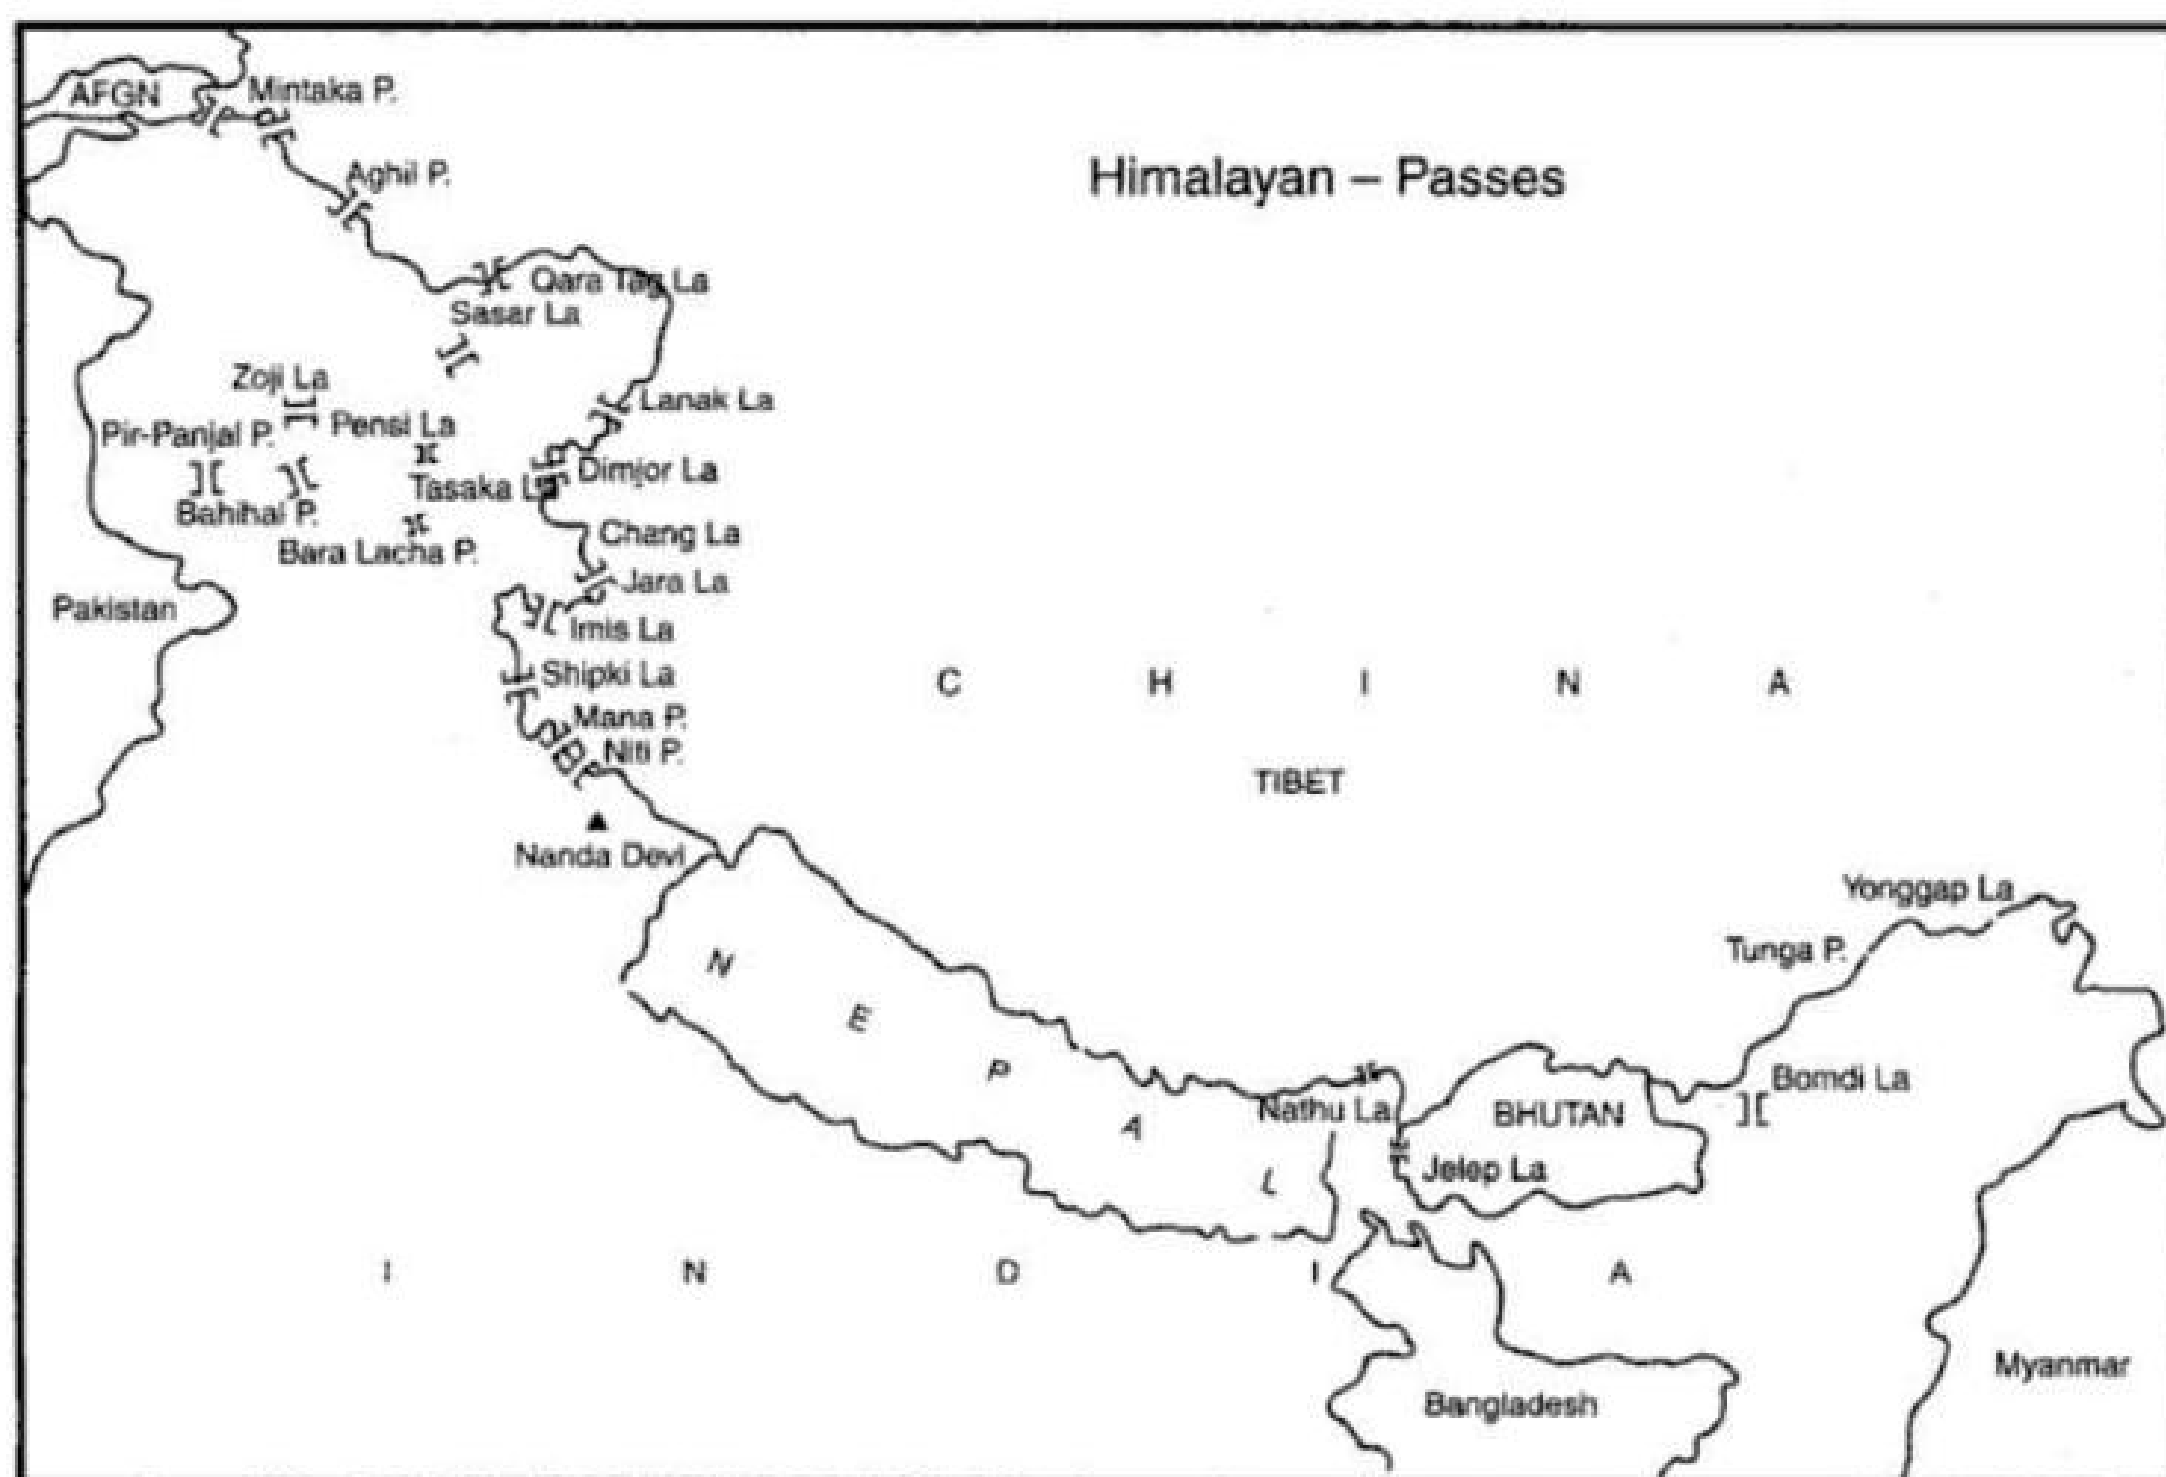 AFGN
Mintaka P.
Aghil P.
Himalayan – Passes
Qara Tag La
Sasar La
Zoji La
Lanak La
Pir-Panjal P.
Pensi La
Dimjor La
Tasaka La
Bahihal P.
Chang La
Bara Lacha P.
Jara La
Pakistan
Imis La
Shipki La
C H I N A
Mana P.
Niti P.
TIBET
Nanda Devi
Yonggap La
Tunga P.
N E P A L
Bomdi La
Nathu La
BHUTAN
Jelep La
I N D I A
Myanmar
Bangladesh